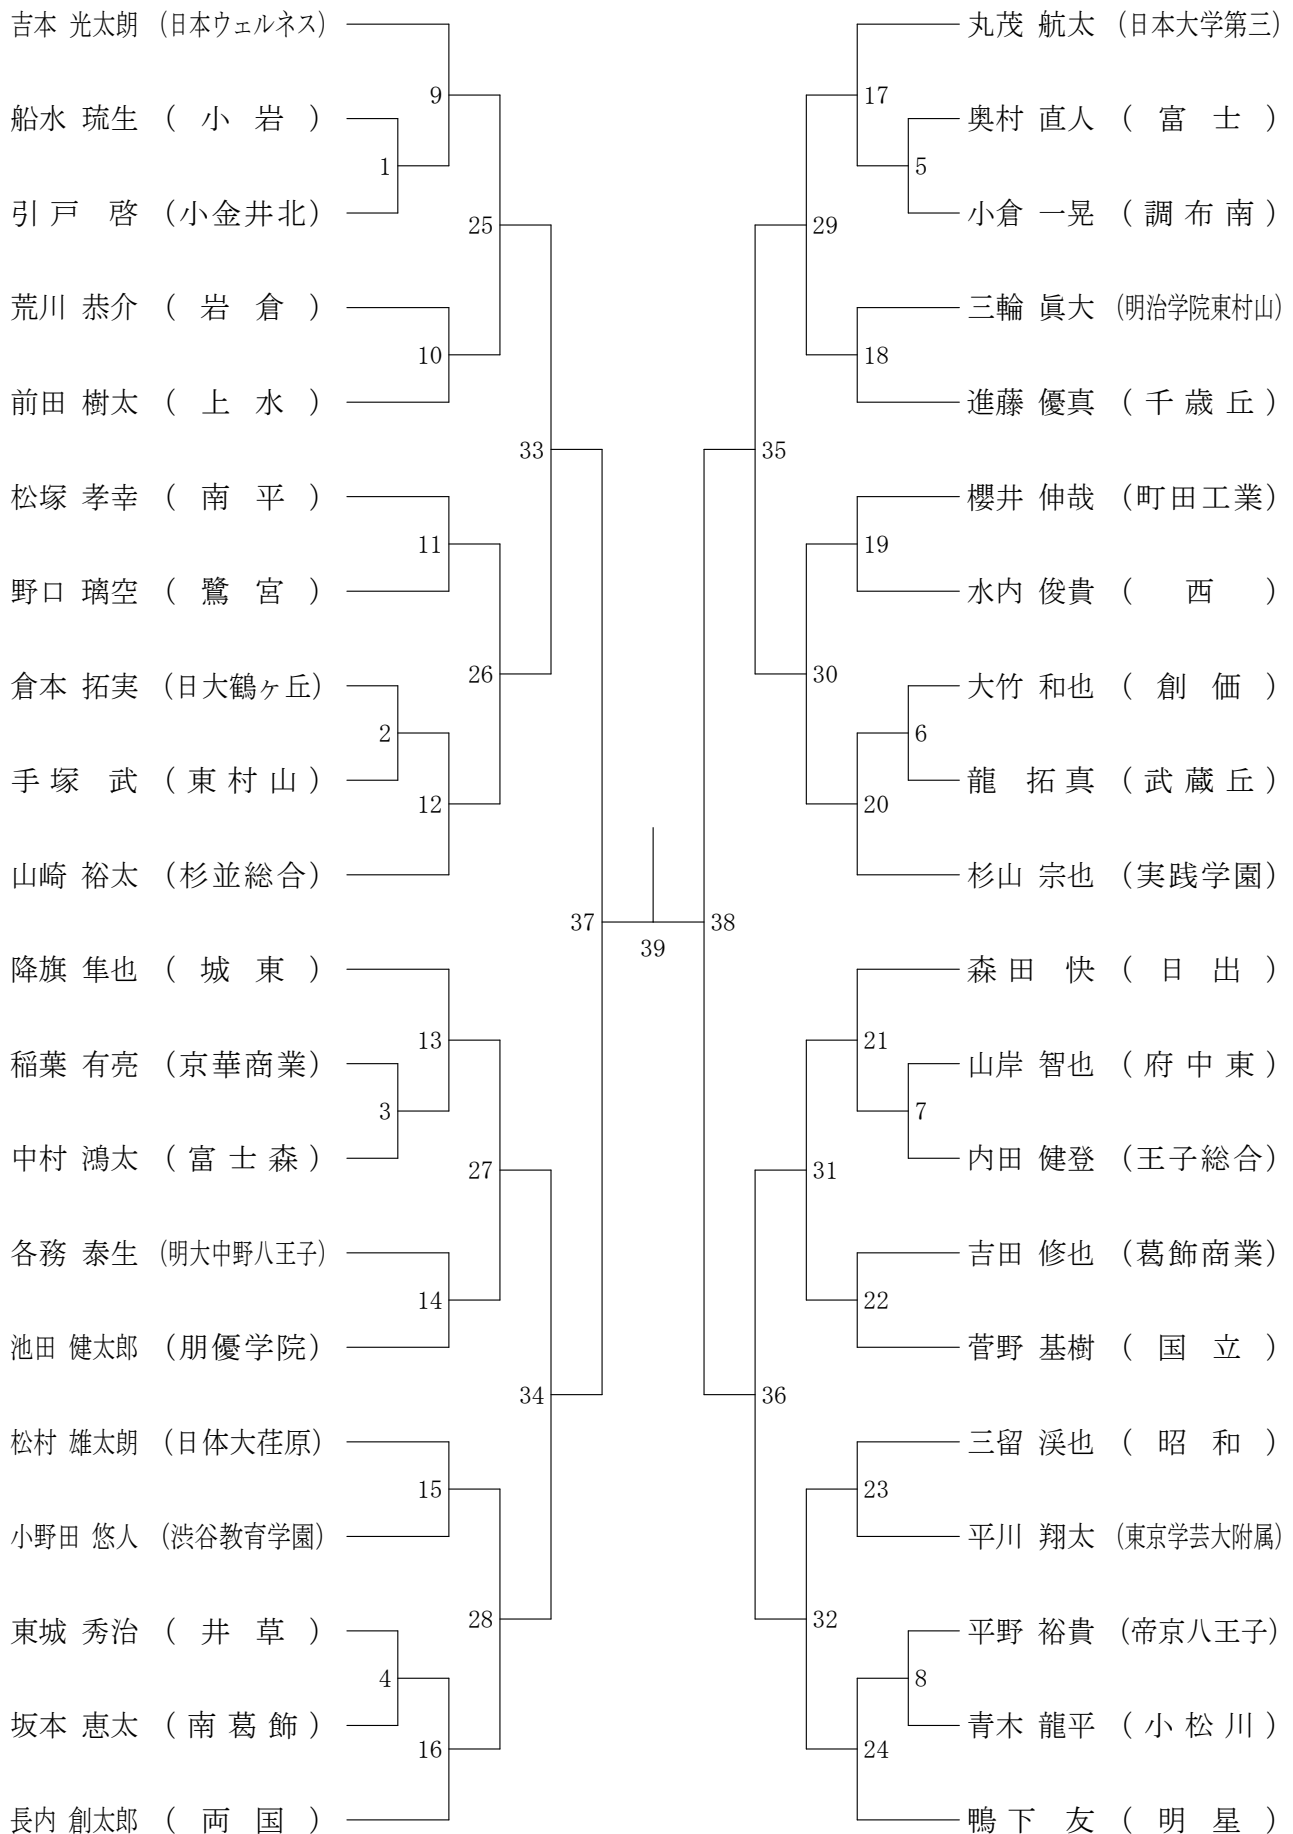 吉本 光太朗 (日本ウェルネス)
9
船水 琉生 ( 小 岩 )
1
引戸 啓 (小金井北)
25
荒川 恭介 ( 岩 倉 )
10
前田 樹太 ( 上 水 )
33
松塚 孝幸 ( 南 平 )
11
野口 璃空 ( 鷺 宮 )
26
倉本 拓実 (日大鶴ヶ丘)
2
手塚 武 (東村山)
12
山崎 裕太 (杉並総合)
37
降旗 隼也 ( 城 東 )
13
稲葉 有亮 (京華商業)
3
中村 鴻太 (富士森)
27
各務 泰生 (明大中野八王子)
14
池田 健太郎 (朋優学院)
34
松村 雄太朗 (日体大荏原)
15
小野田 悠人 (渋谷教育学園)
28
東城 秀治 ( 井 草 )
4
坂本 恵太 (南葛飾)
16
長内 創太郎 ( 両 国 )
39
丸茂 航太 (日本大学第三)
17
奥村 直人 ( 富 士 )
5
小倉 一晃 (調布南)
29
三輪 眞大 (明治学院東村山)
18
進藤 優真 (千歳丘)
35
櫻井 伸哉 (町田工業)
19
水内 俊貴 ( 西 )
30
大竹 和也 ( 創 価 )
6
龍 拓真 (武蔵丘)
20
杉山 宗也 (実践学園)
38
森田 快 ( 日 出 )
21
山岸 智也 (府中東)
7
内田 健登 (王子総合)
31
吉田 修也 (葛飾商業)
22
菅野 基樹 ( 国 立 )
36
三留 渓也 ( 昭 和 )
23
平川 翔太 (東京学芸大附属)
32
平野 裕貴 (帝京八王子)
8
青木 龍平 (小松川)
24
鴨下 友 ( 明 星 )